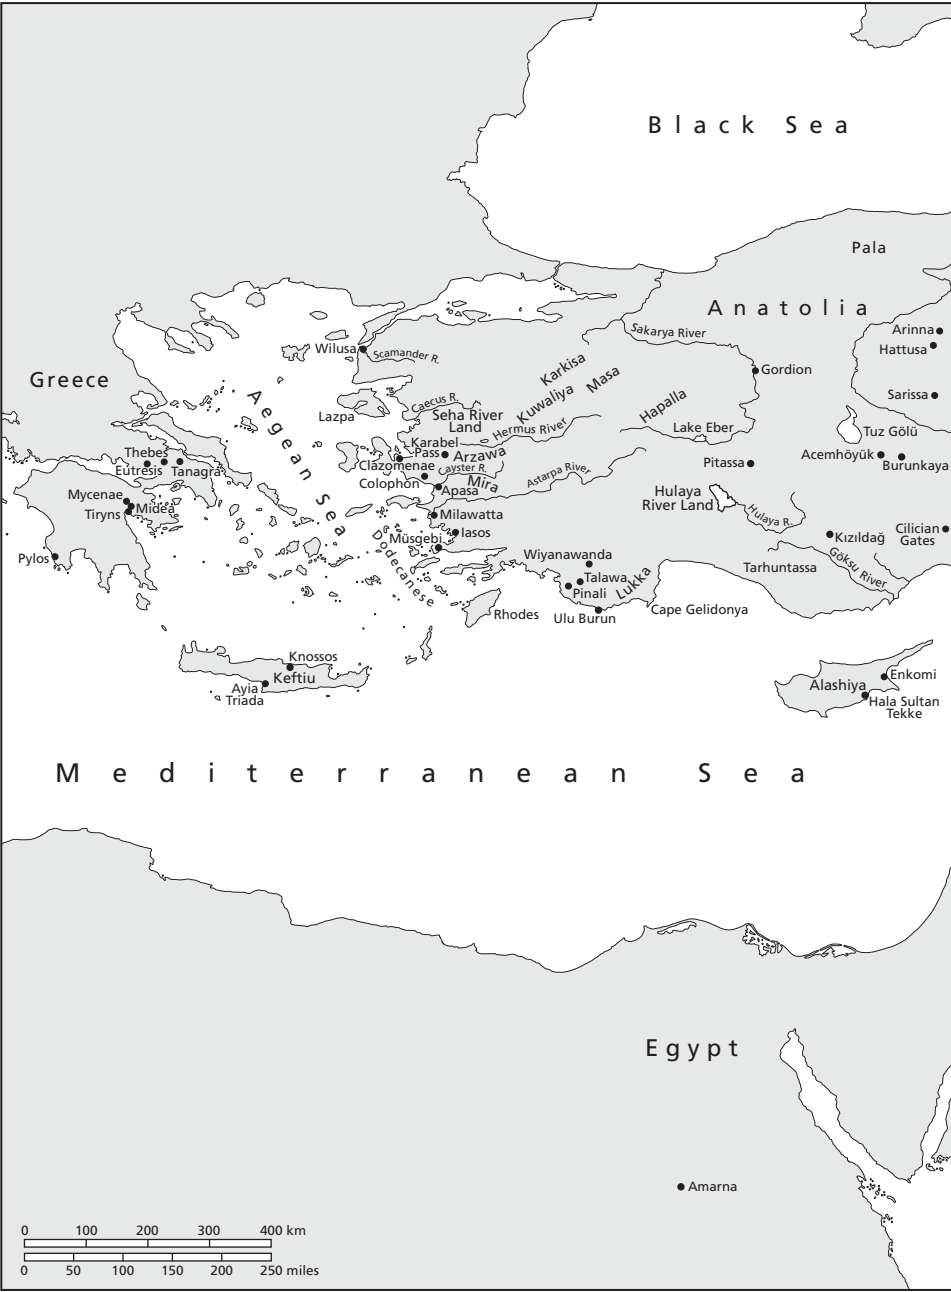 Black Sea
Pala
Anatolia
Arinna
Hattusa
Sakarya River
Wilusa
Scamander R.
Karkisa
Masa
Gordion
Greece
Kuwaliya
Sarissa
Aegean Sea
Lazpa
Caecus R.
Seha River
Land
Hermus River
Hapalla
Lake Eber
Tuz Gölü
Karabel
Pass
Arzawa
Thebes
Eutresis
Tanagra
Clazomenae
Cayster R.
Colophon
Mira
Apasa
Astarpa River
Pitassa
Acemhöyük
Burunkaya
Mycenae
Midea
Tiryns
Hulaya
River Land
Hulaya R.
Milawatta
Iasos
Müsgebi
Dodecanese
Kızıldağ
Cilician
Gates
Pylos
Wiyanawanda
Talawa
Pinali
Lukka
Tarhuntassa
Göksu River
Rhodes
Ulu Burun
Cape Gelidonya
Knossos
Keftiu
Ayia
Triada
Alashiya
Enkomi
Hala Sultan
Tekke
Mediterranean Sea
Egypt
Amarna
0 100 200 300 400 km
0 50 100 150 200 250 miles